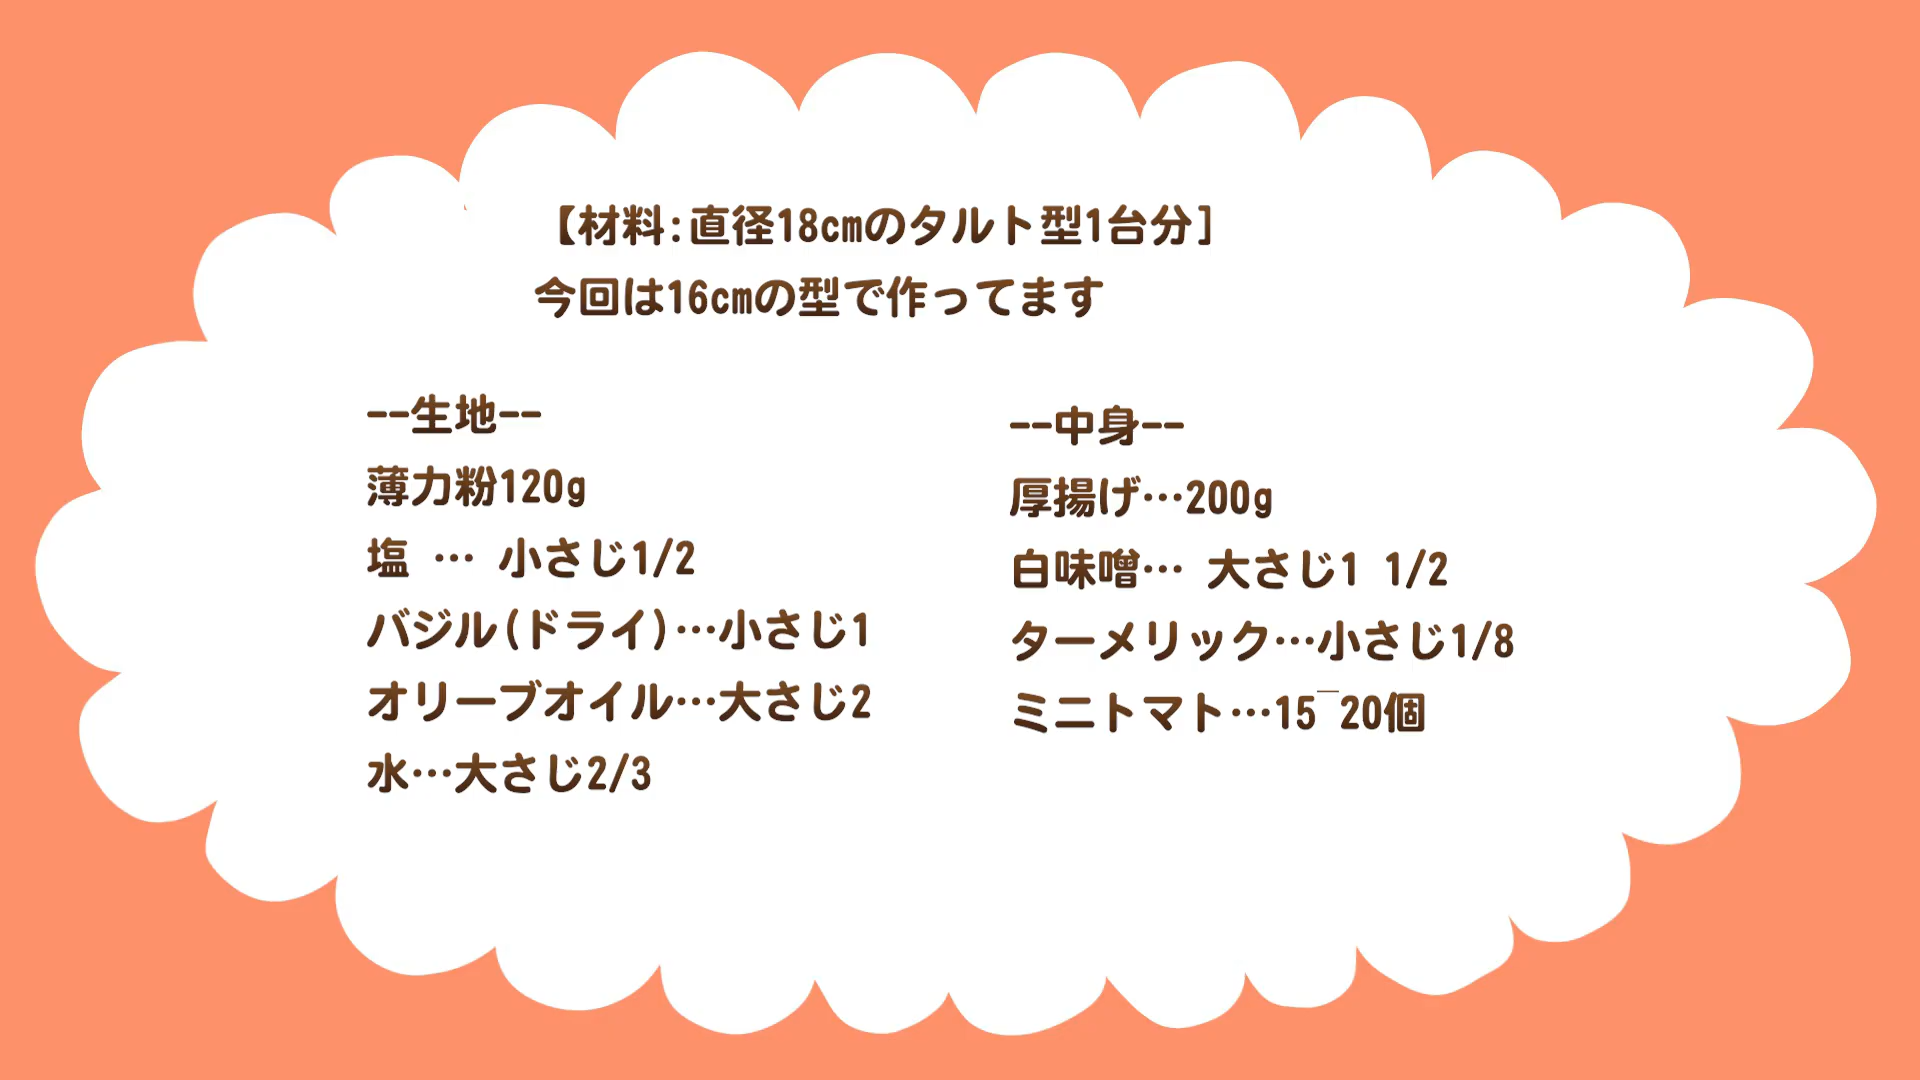 【材料:直径18cmのタルト型1台分]
今回は16cmの型で作ってます
--生地--
薄力粉120g
塩 … 小さじ1/2
バジル(ドライ)…小さじ1
オリーブオイル…大さじ2
水…大さじ2/3
--中身--
厚揚げ…200g
白味噌… 大さじ1 1/2
ターメリック…小さじ1/8
ミニトマト…15‾20個